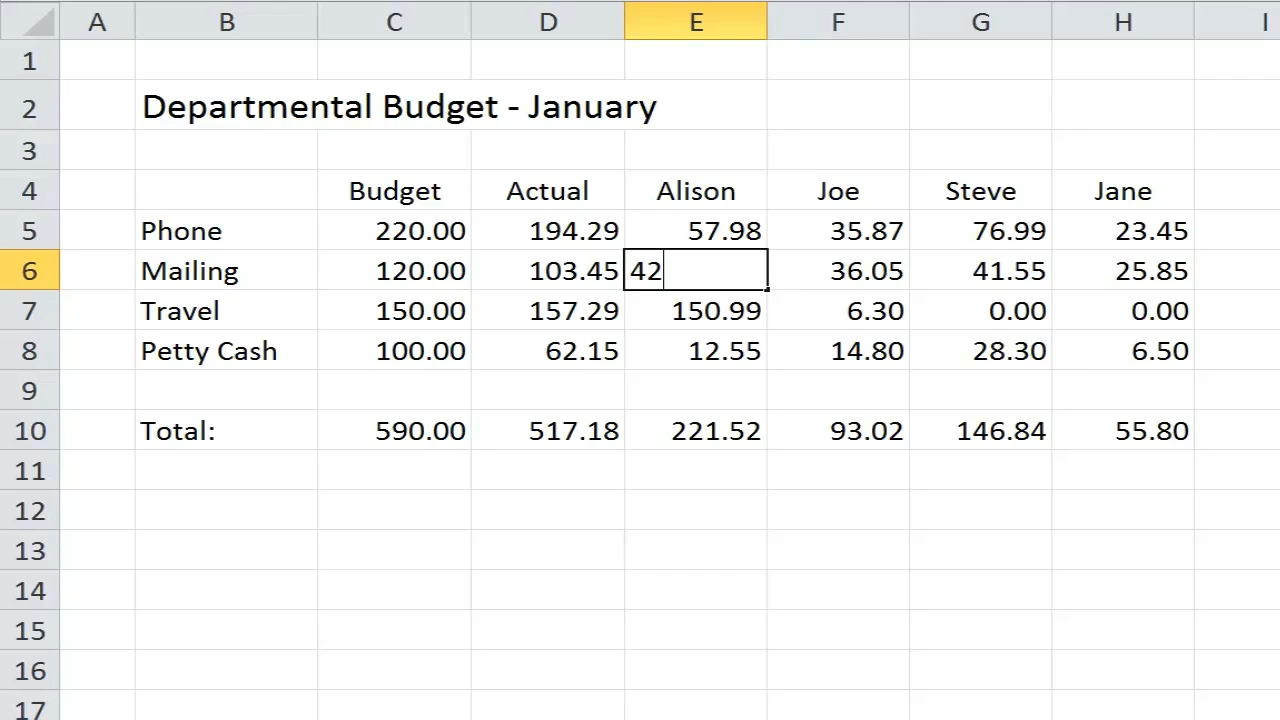 A B C D E F G H I
1
2 Departmental Budget - January
3
4 Budget Actual Alison Joe Steve Jane
5 Phone 220.00 194.29 57.98 35.87 76.99 23.45
6 Mailing 120.00 103.45 42 36.05 41.55 25.85
7 Travel 150.00 157.29 150.99 6.30 0.00 0.00
8 Petty Cash 100.00 62.15 12.55 14.80 28.30 6.50
9
10 Total: 590.00 517.18 221.52 93.02 146.84 55.80
11
12
13
14
15
16
17